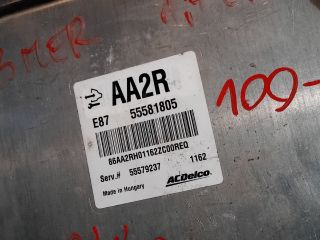 AA2R
E87 55581805
86AA2RH01162ZC00REQ
Serv.# 55579237 1162
Made in Hungary ACDelco
109-